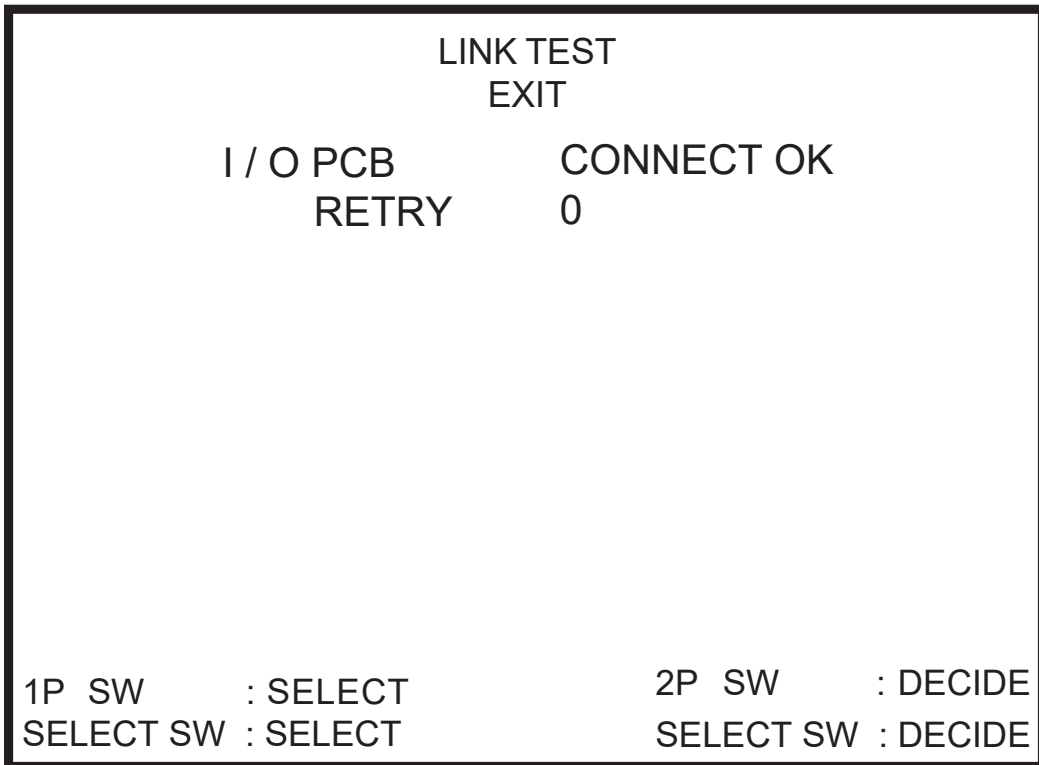 LINK TEST
EXIT
I / O PCB CONNECT OK
RETRY 0
1P SW : SELECT 2P SW : DECIDE
SELECT SW : SELECT SELECT SW : DECIDE